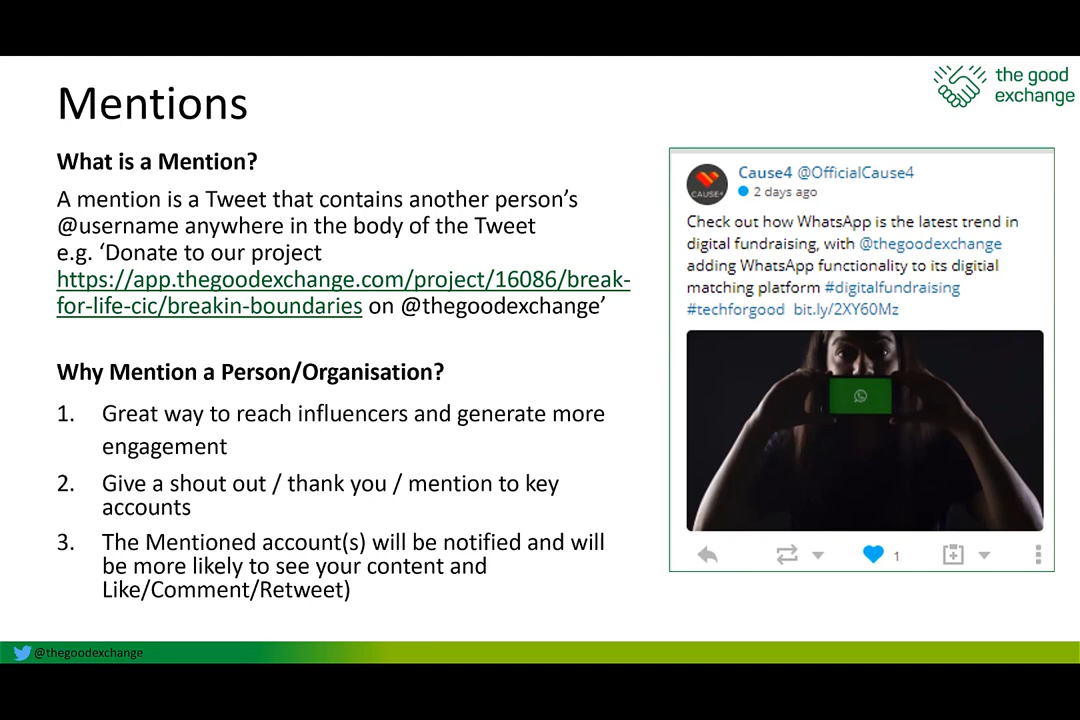 the good
exchange
Mentions
What is a Mention?
A mention is a Tweet that contains another person’s
@username anywhere in the body of the Tweet
e.g. ‘Donate to our project
https://app.thegoodexchange.com/project/16086/break-
for-life-cic/breakin-boundaries on @thegoodexchange’
Why Mention a Person/Organisation?
1. Great way to reach influencers and generate more
engagement
2. Give a shout out / thank you / mention to key
accounts
3. The Mentioned account(s) will be notified and will
be more likely to see your content and
Like/Comment/Retweet)
CAUSE4
Cause4 @OfficialCause4
2 days ago
Check out how WhatsApp is the latest trend in
digital fundraising, with @thegoodexchange
adding WhatsApp functionality to its digitial
matching platform #digitalfundraising
#techforgood bit.ly/2XY60Mz
1
@thegoodexchange